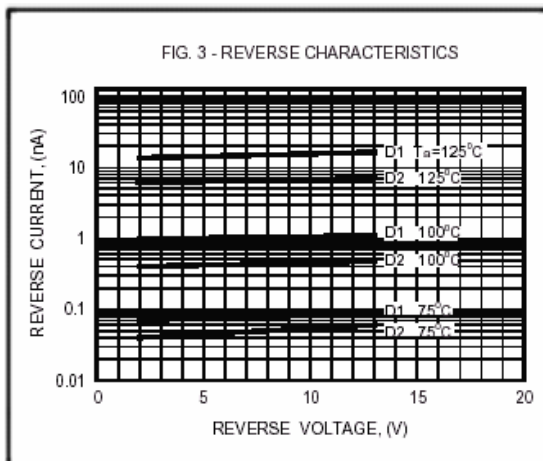 FIG. 3 - REVERSE CHARACTERISTICS
REVERSE CURRENT, (nA)
100
10
1
0.1
0.01
D1 Ta=125°C
D2 125°C
D1 100°C
D2 100°C
D1 75°C
D2 75°C
0 5 10 15 20
REVERSE VOLTAGE, (V)